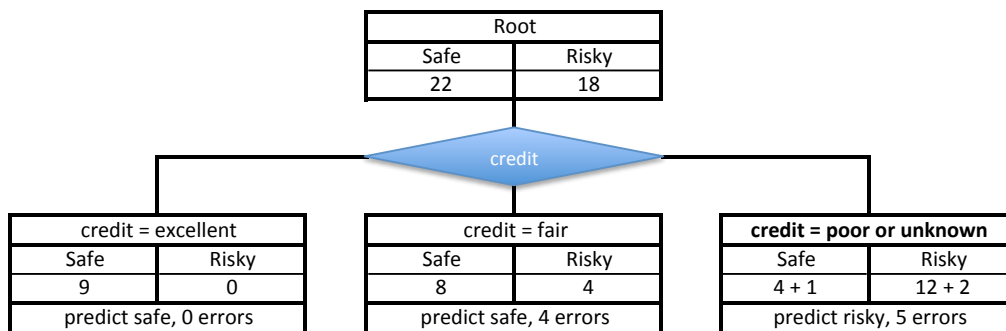 Root
Safe Risky
22 18
credit
credit = excellent
Safe Risky
9 0
predict safe, 0 errors
credit = fair
Safe Risky
8 4
predict safe, 4 errors
credit = poor or unknown
Safe Risky
4 + 1 12 + 2
predict risky, 5 errors